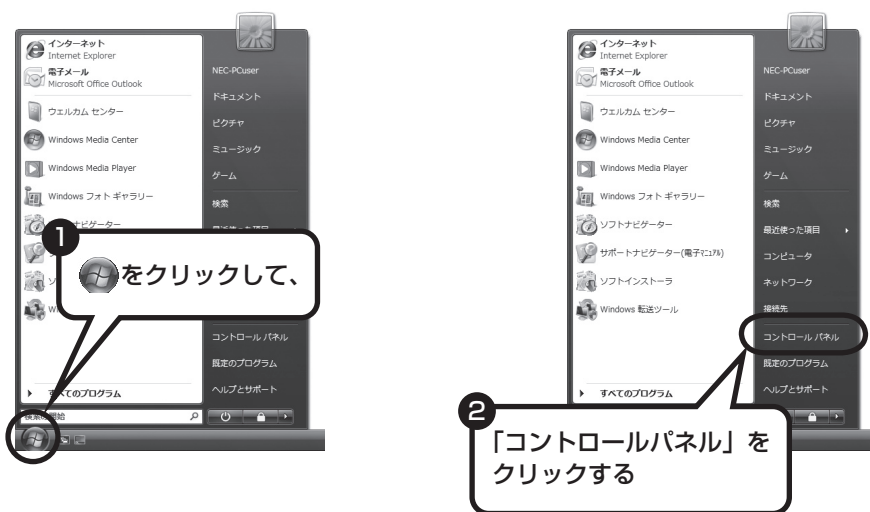 インターネット
Internet Explorer
電子メール
Microsoft Office Outlook
ウェルカム センター
Windows Media Center
Windows Media Player
Windows フォト ギャラリー
NEC-PCuser
ドキュメント
ピクチャ
ミュージック
ゲーム
検索
1
をクリックして、
コントロール パネル
既定のプログラム
ヘルプとサポート
すべてのプログラム
インターネット
Internet Explorer
電子メール
Microsoft Office Outlook
ウェルカム センター
Windows Media Center
Windows Media Player
Windows フォト ギャラリー
ソフトナビゲーター
サポートナビゲーター(電子マニュアル)
ソフトインストーラ
Windows 転送ツール
すべてのプログラム
NEC-PCuser
ドキュメント
ピクチャ
ミュージック
ゲーム
検索
最近使った項目
コンピュータ
ネットワーク
接続先
コントロール パネル
既定のプログラム
ヘルプとサポート
2
「コントロールパネル」を
クリックする